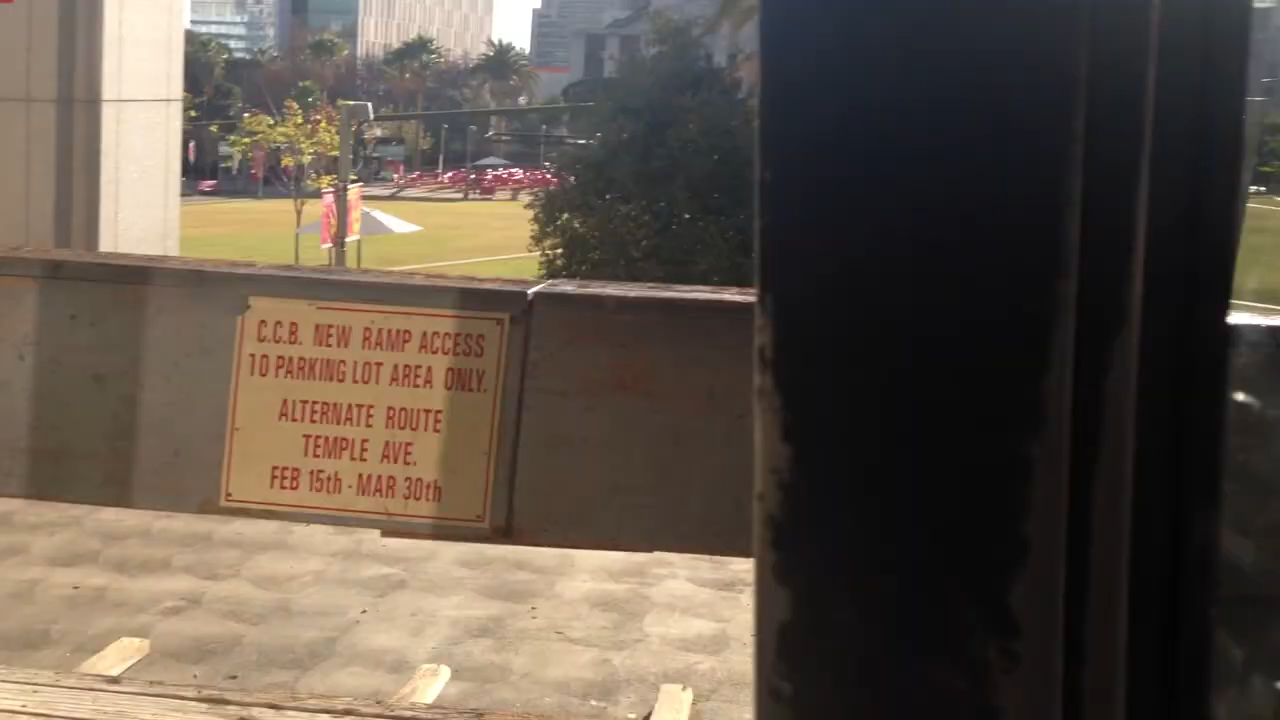 C.C.B. NEW RAMP ACCESS
TO PARKING LOT AREA ONLY.
ALTERNATE ROUTE
TEMPLE AVE.
FEB 15th - MAR 30th